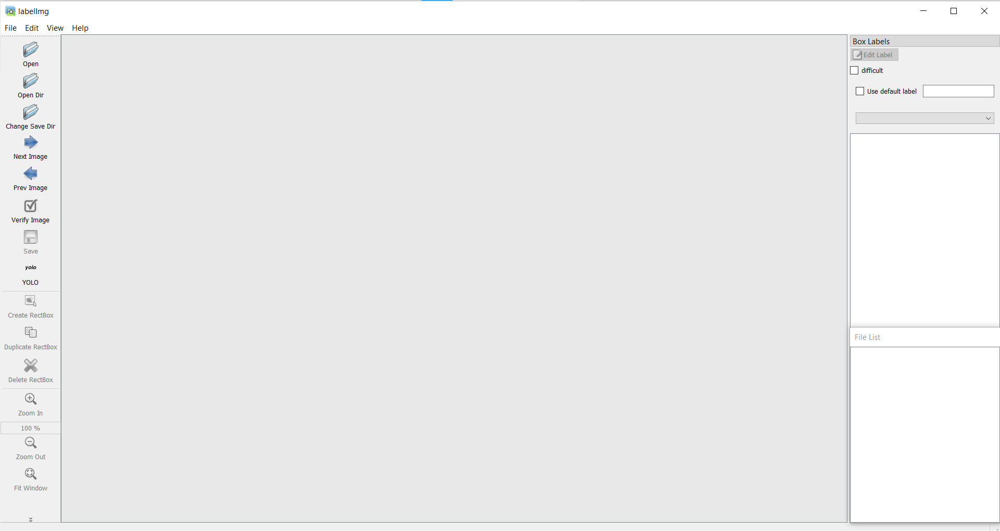 labelImg
File Edit View Help
Open
Open Dir
Change Save Dir
Next Image
Prev Image
Verify Image
Save
yolo
YOLO
Create RectBox
Duplicate RectBox
Delete RectBox
Zoom In
100 %
Zoom Out
Fit Window
Box Labels
Edit Label
difficult
Use default label
File List